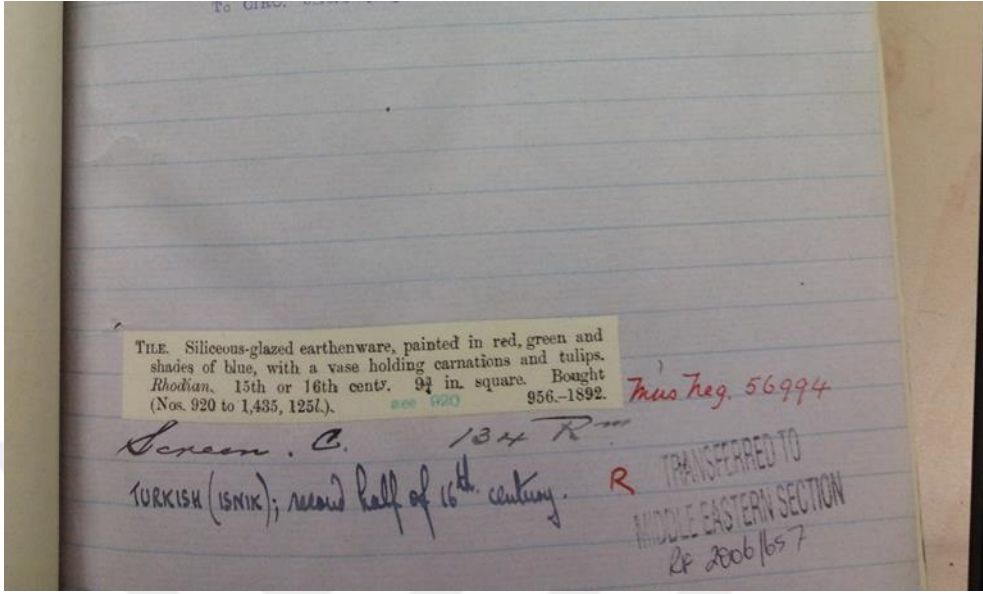 To CIRC.
TILE. Siliceous-glazed earthenware, painted in red, green and
shades of blue, with a vase holding carnations and tulips.
Rhodian. 15th or 16th centy. 9¾ in. square. Bought
(Nos. 920 to 1,435, 125l.). see 920 956.–1892.
Mus Neg. 56994
Screen. C. 134 Rm
TURKISH (ISNIK); second half of 16th. century.
R TRANSFERRED TO
MIDDLE EASTERN SECTION
RF 2006/657